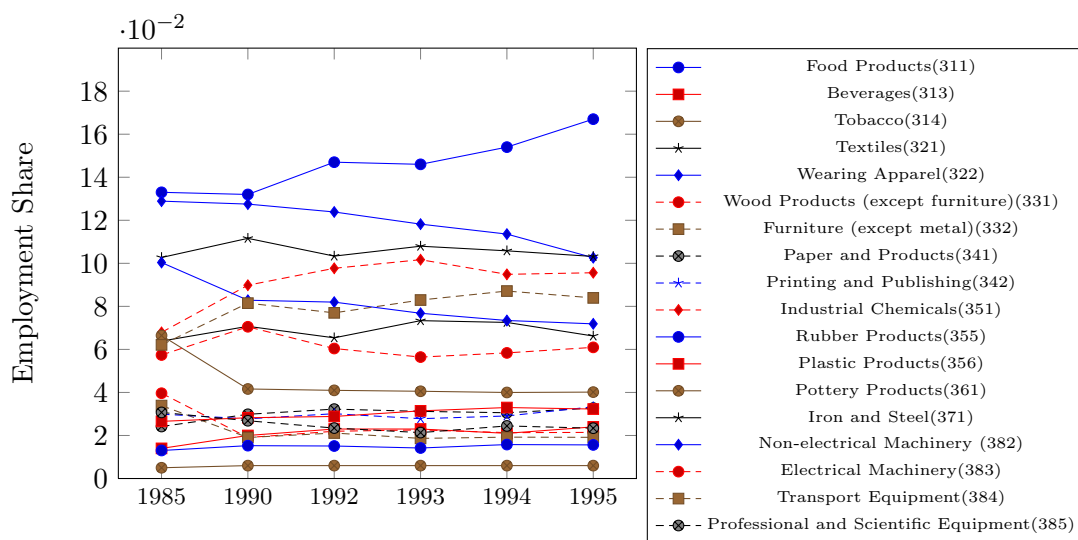 ·10−2
18
16
14
12
10
8
6
4
2
0
Employment Share
1985 1990 1992 1993 1994 1995
Food Products(311)
Beverages(313)
Tobacco(314)
Textiles(321)
Wearing Apparel(322)
Wood Products (except furniture)(331)
Furniture (except metal)(332)
Paper and Products(341)
Printing and Publishing(342)
Industrial Chemicals(351)
Rubber Products(355)
Plastic Products(356)
Pottery Products(361)
Iron and Steel(371)
Non-electrical Machinery (382)
Electrical Machinery(383)
Transport Equipment(384)
Professional and Scientific Equipment(385)